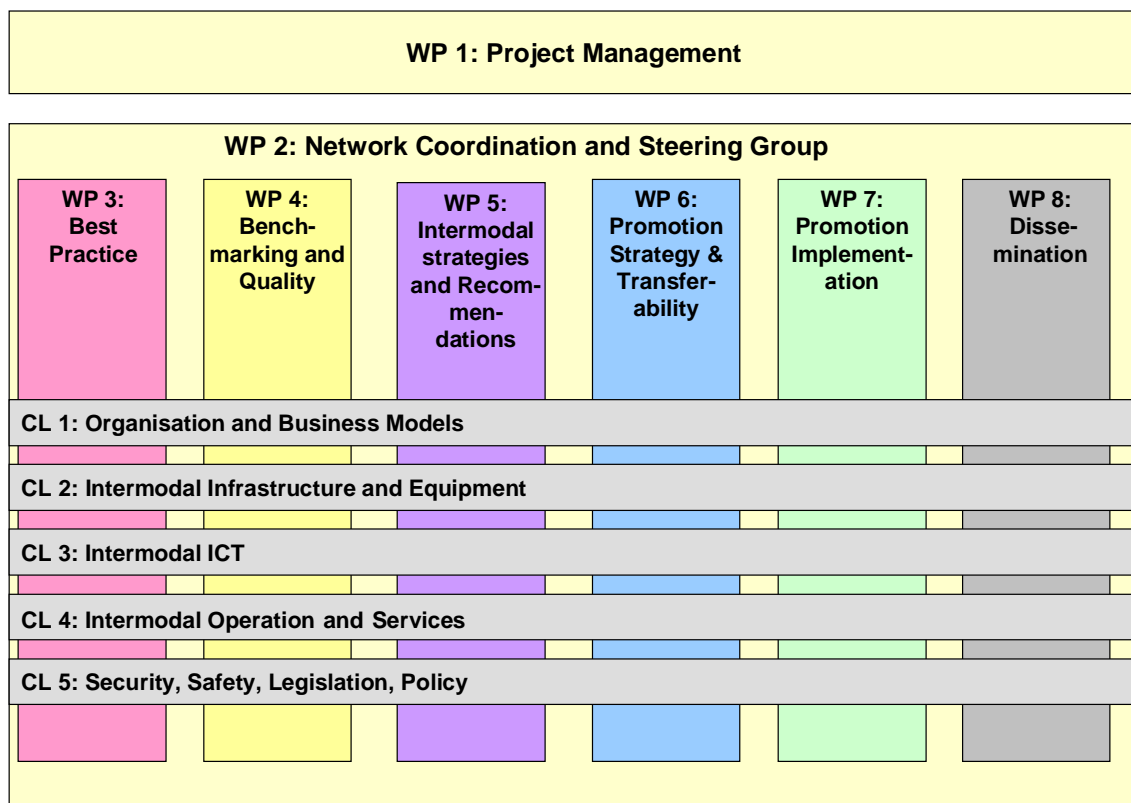 WP 1: Project Management
WP 2: Network Coordination and Steering Group
WP 3:
Best
Practice
WP 4:
Bench-
marking and
Quality
WP 5:
Intermodal
strategies
and Recom-
men-
dations
WP 6:
Promotion
Strategy &
Transfer-
ability
WP 7:
Promotion
Implement-
ation
WP 8:
Disse-
mination
CL 1: Organisation and Business Models
CL 2: Intermodal Infrastructure and Equipment
CL 3: Intermodal ICT
CL 4: Intermodal Operation and Services
CL 5: Security, Safety, Legislation, Policy